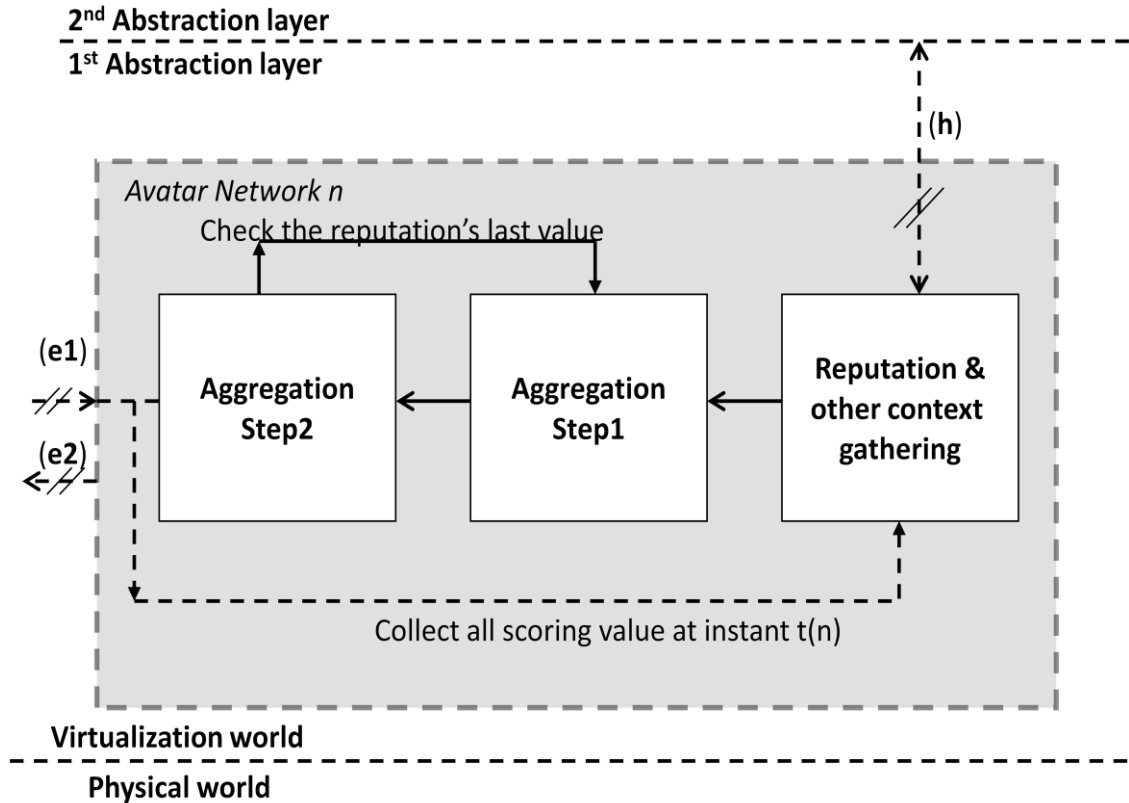 2nd Abstraction layer
1st Abstraction layer
(h)
Avatar Network n
Check the reputation's last value
(e1)
(e2)
Aggregation
Step2
Aggregation
Step1
Reputation &
other context
gathering
Collect all scoring value at instant t(n)
Virtualization world
Physical world